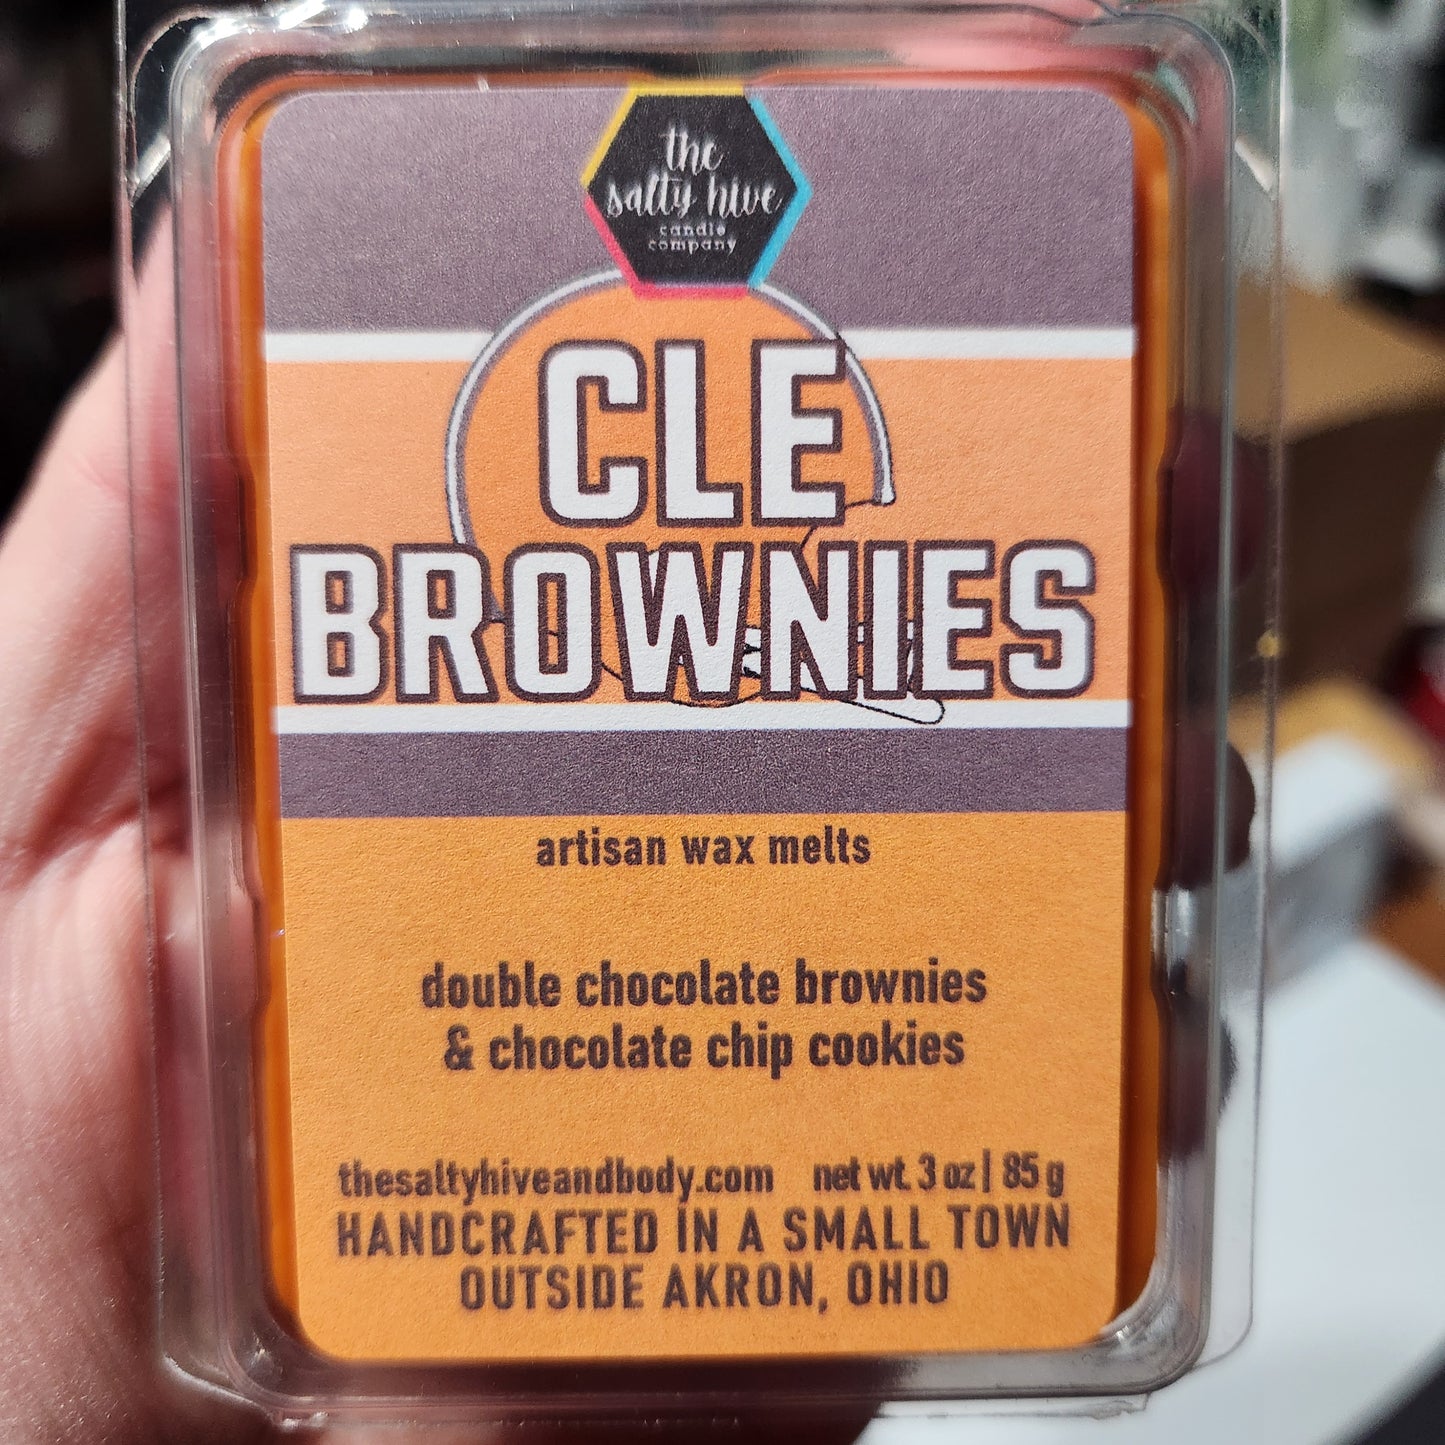 the
salty hive
candle
company
CLE
BROWNIES
artisan wax melts
double chocolate brownies
& chocolate chip cookies
thesaltyhiveandbody.com net wt. 3 oz | 85 g
HANDCRAFTED IN A SMALL TOWN
OUTSIDE AKRON, OHIO